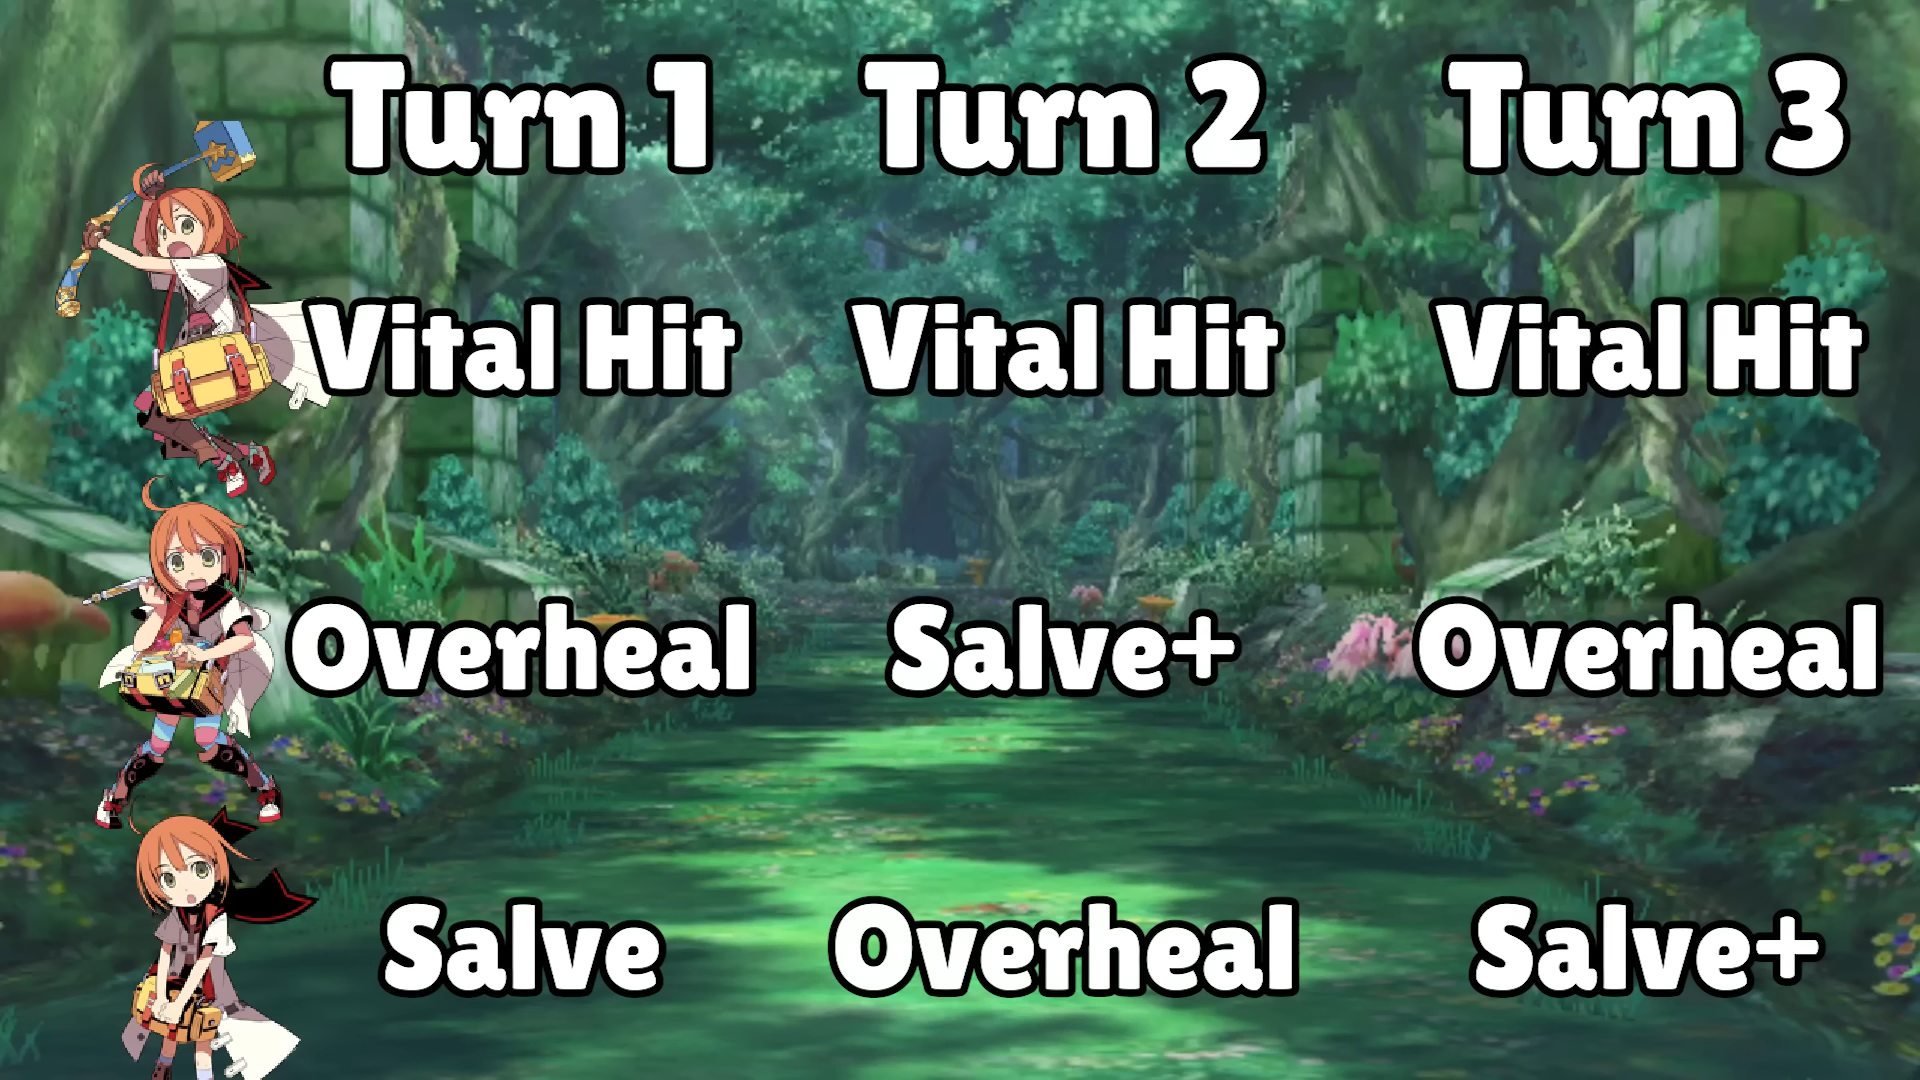 Turn 1 Turn 2 Turn 3
Vital Hit Vital Hit Vital Hit
Overheal Salve+ Overheal
Salve Overheal Salve+